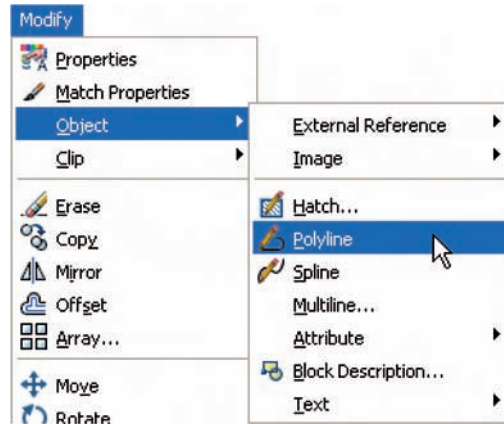 Modify
Properties
Match Properties
Object
Clip
Erase
Copy
Mirror
Offset
Array...
Move
Rotate
External Reference
Image
Hatch...
Polyline
Spline
Multiline...
Attribute
Block Description...
Text